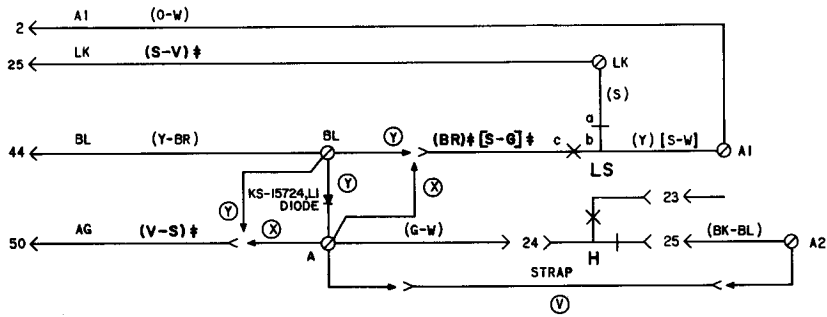 A1 (O-W)
2
LK (S-V)‡
25
LK
(S)
a
BL (Y-BR) BL Ⓨ (BR)‡[S-G]‡ c b (Y) [S-W]
44 A1
LS
KS-15724,L1
DIODE
Ⓨ Ⓨ Ⓧ
23
AG (V-S)‡ Ⓧ (G-W) 24 25 (BK-BL)
50 A H A2
STRAP
Ⓥ